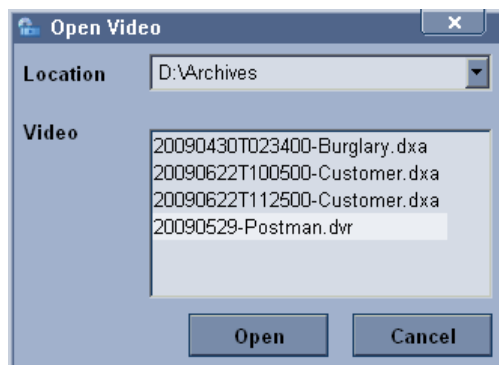 Open Video
Location D:\Archives
Video
20090430T023400-Burglary.dxa
20090622T100500-Customer.dxa
20090622T112500-Customer.dxa
20090529-Postman.dvr
Open Cancel